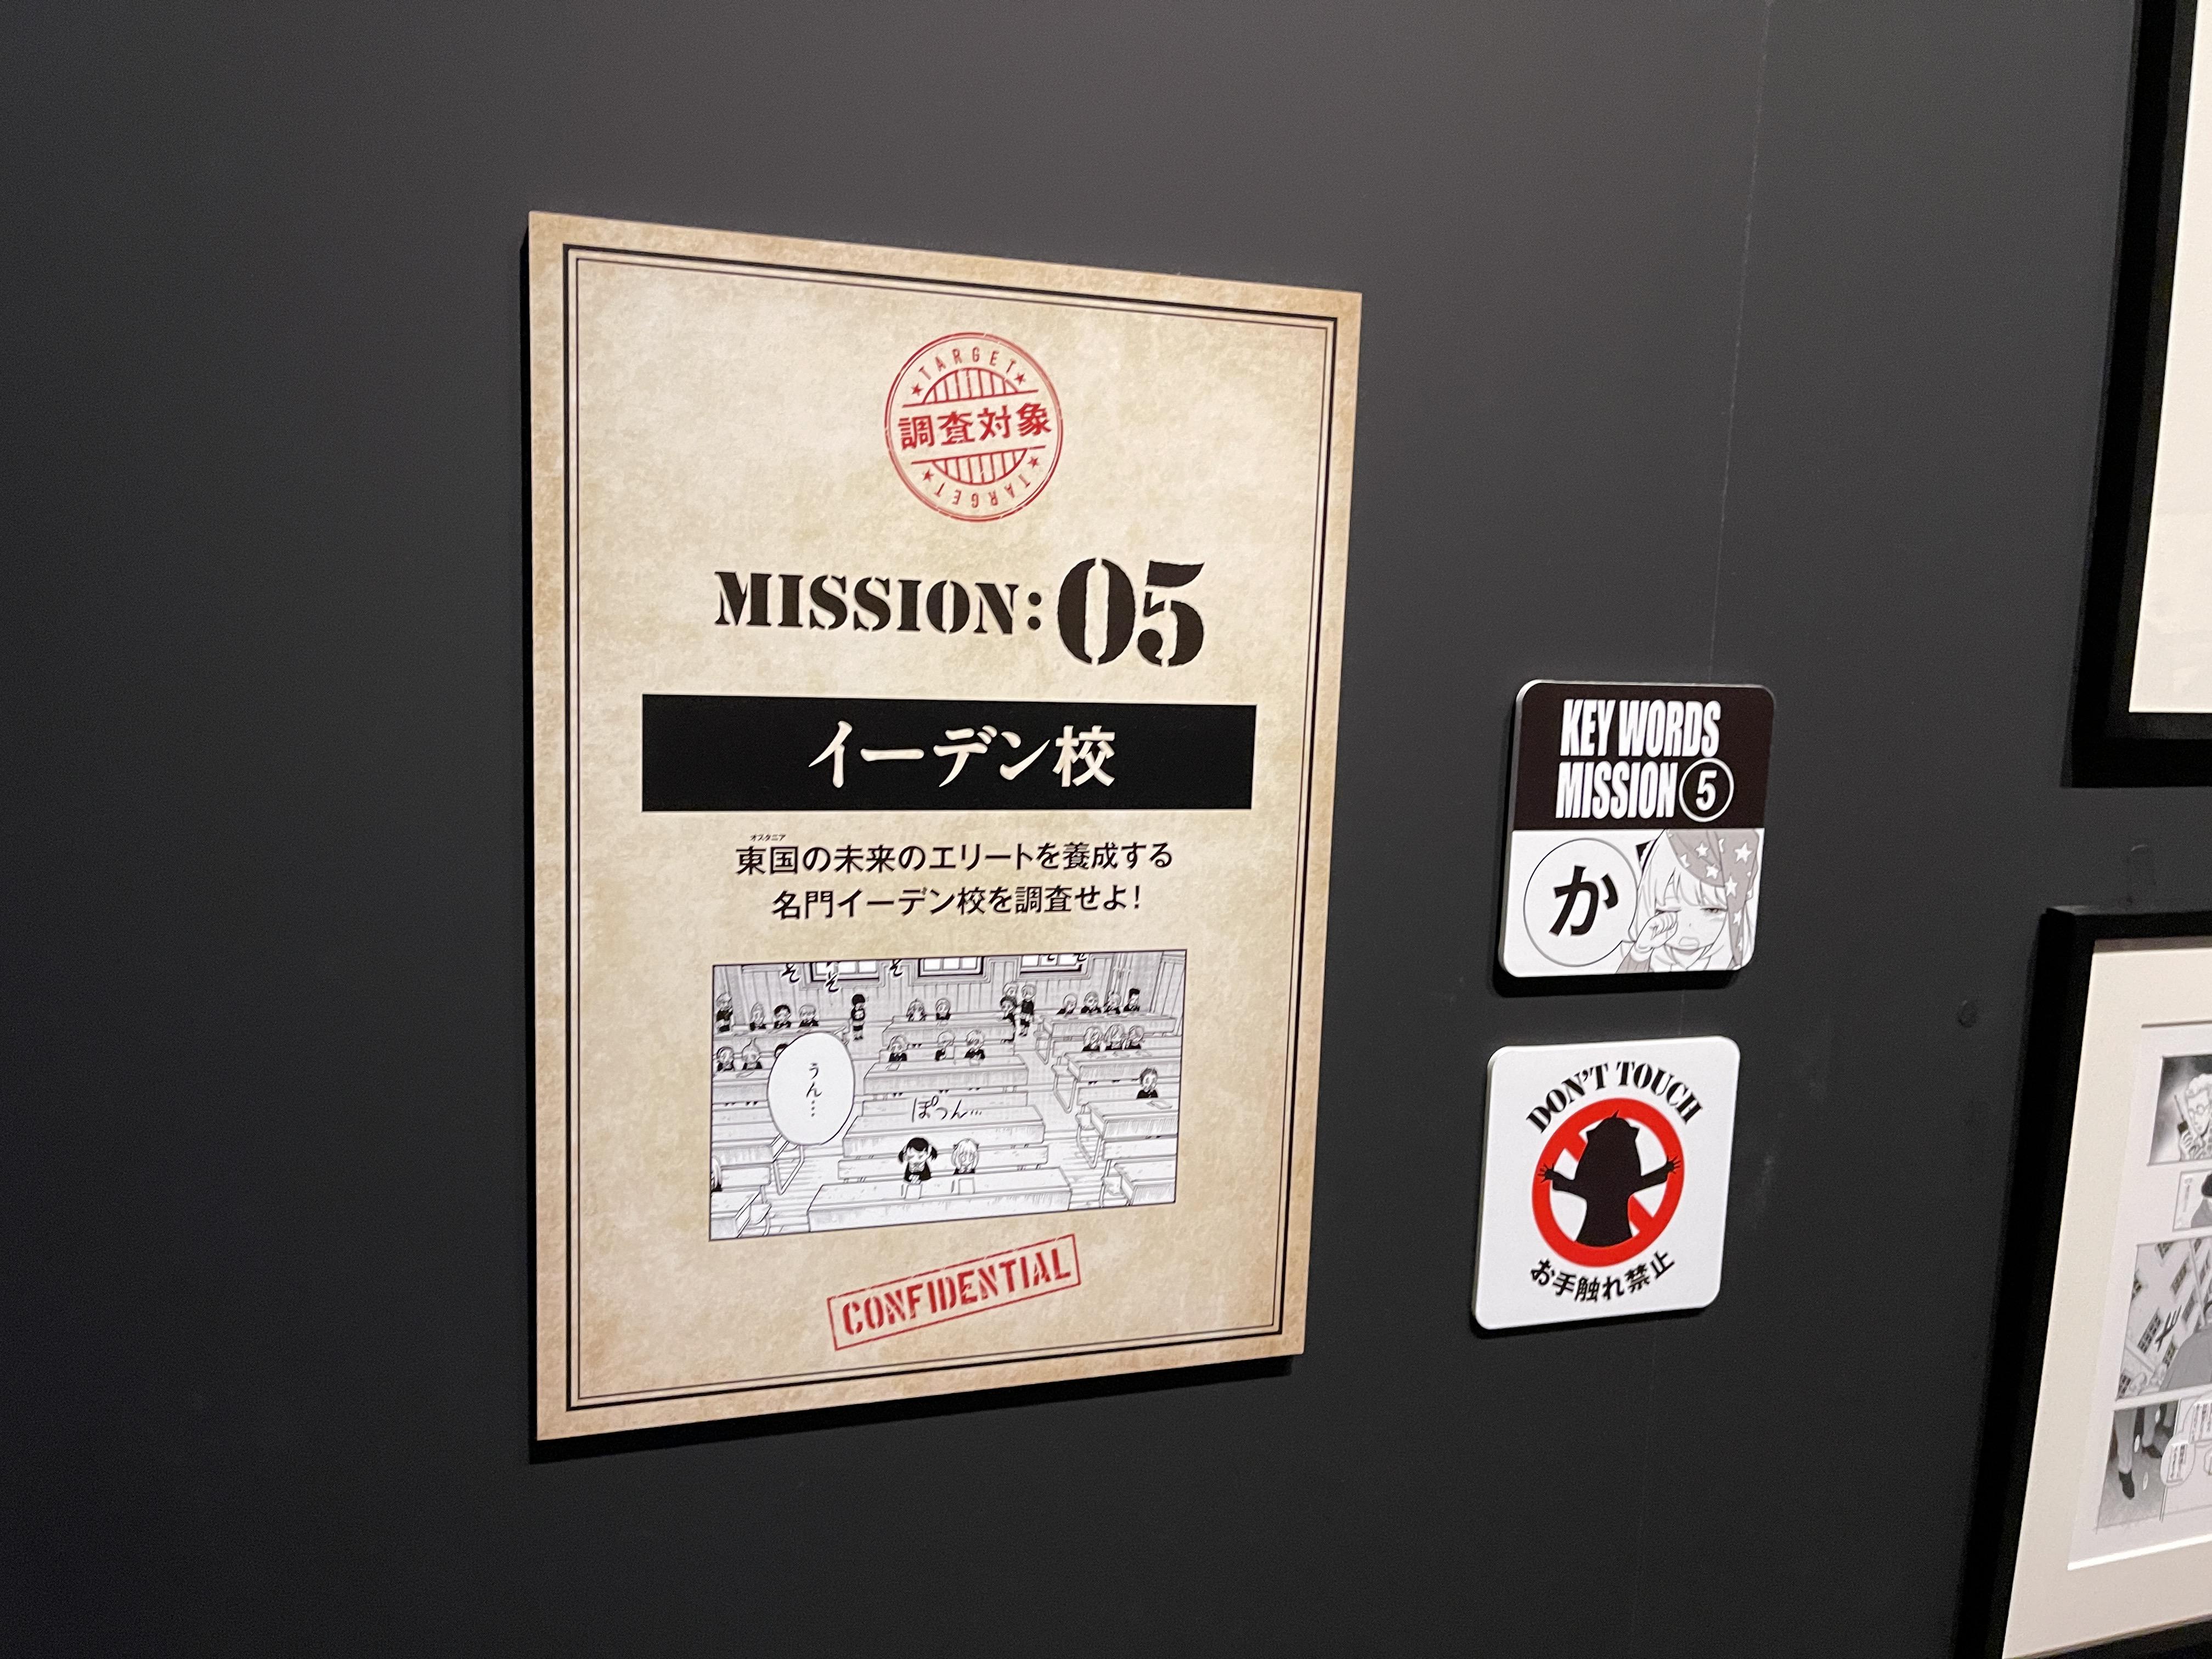 TARGET
調査対象
TARGET
MISSION:05
イーデン校
オスタニア
東国の未来のエリートを養成する
名門イーデン校を調査せよ!
そ
そ
そ
うん…
ぽつん…
CONFIDENTIAL
KEY WORDS
MISSION⑤
か
DON'T TOUCH
お手触れ禁止